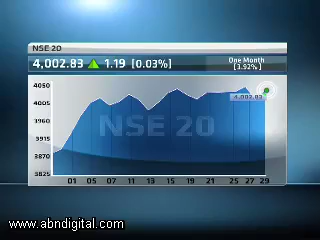 NSE 20
4,002.83 1.19 [0.03%]
One Month
[3.92%]
4050
4005
3960
3915
3870
3825
4,002.83
NSE 20
01 05 07 11 13 15 19 21 25 27 29
www.abndigital.com